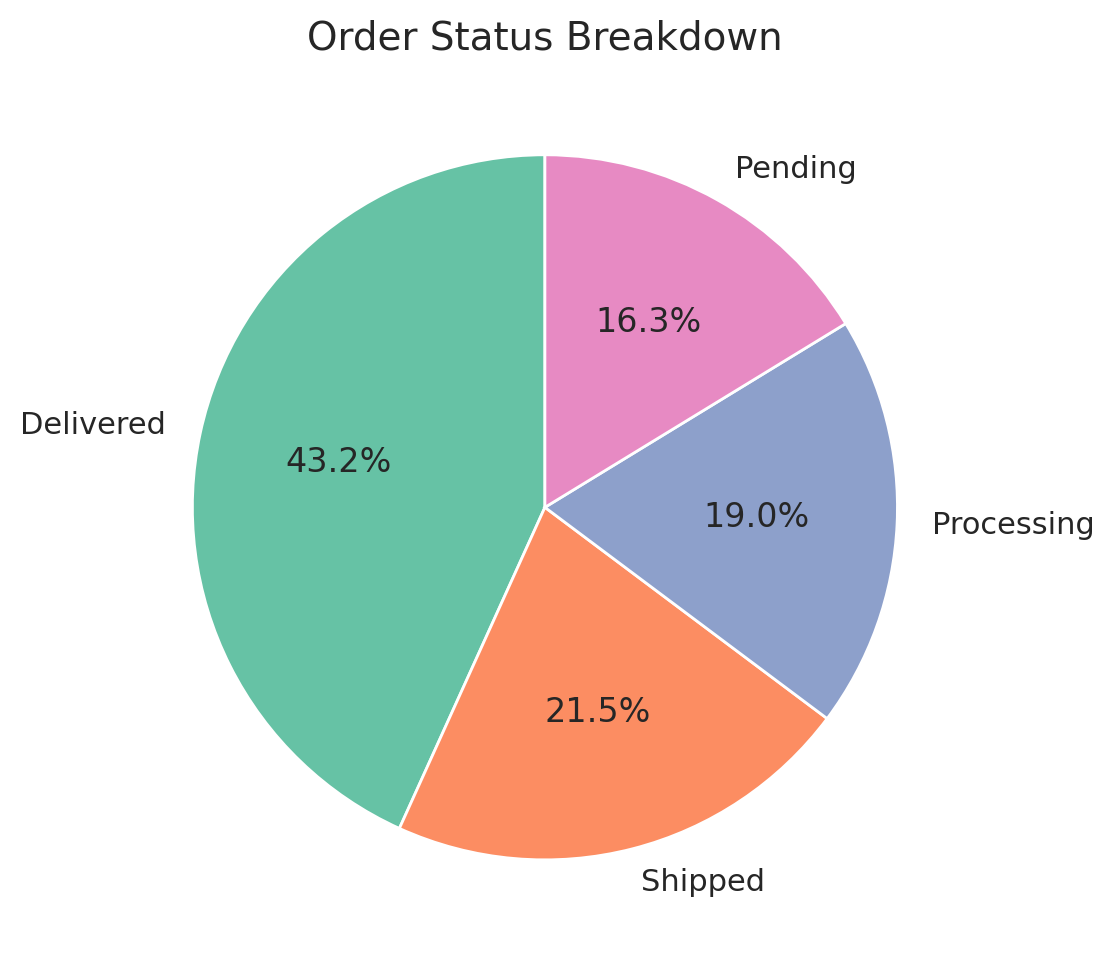 Order Status Breakdown
Pending
16.3%
Delivered
43.2%
19.0%
Processing
21.5%
Shipped